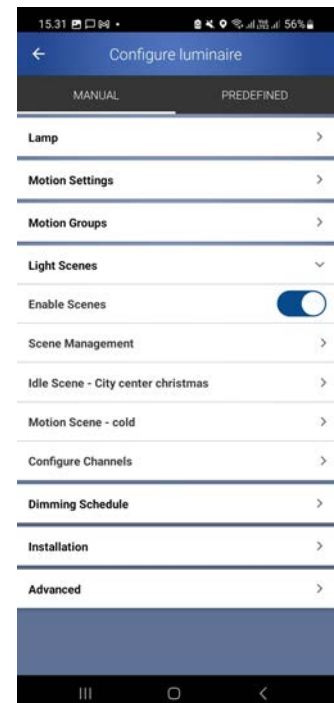 15.31
56%
Configure luminaire
MANUAL
PREDEFINED
Lamp
Motion Settings
Motion Groups
Light Scenes
Enable Scenes
Scene Management
Idle Scene - City center christmas
Motion Scene - cold
Configure Channels
Dimming Schedule
Installation
Advanced